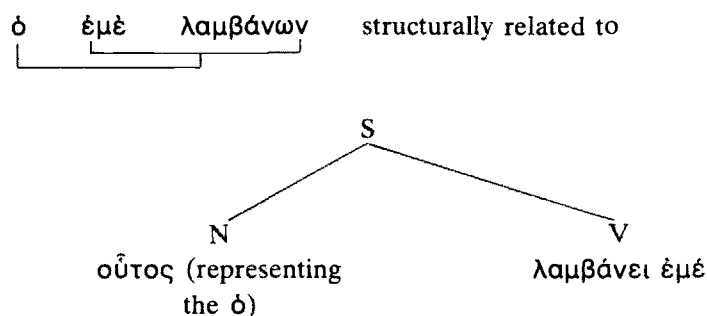 ὁ ἐμὲ λαμβάνων structurally related to
S
N V
οὗτος (representing λαμβάνει ἐμέ
the ὁ)